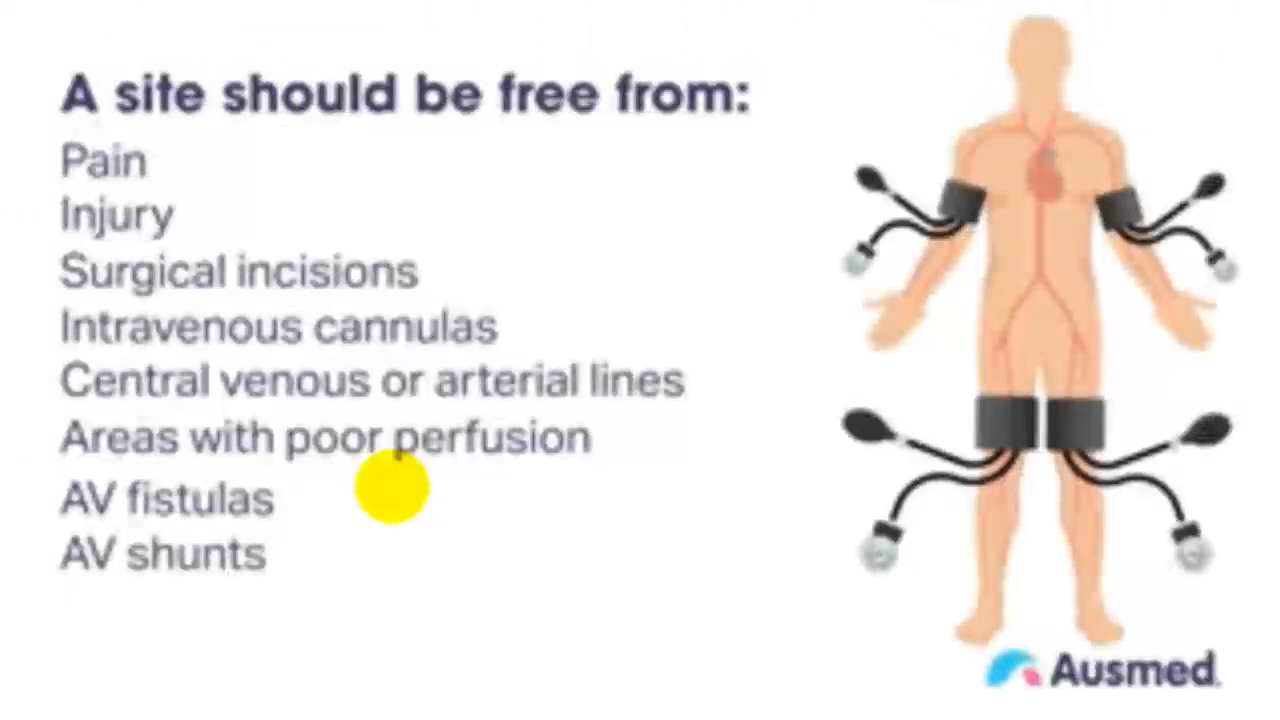 A site should be free from:
Pain
Injury
Surgical incisions
Intravenous cannulas
Central venous or arterial lines
Areas with poor perfusion
AV fistulas
AV shunts
Ausmed